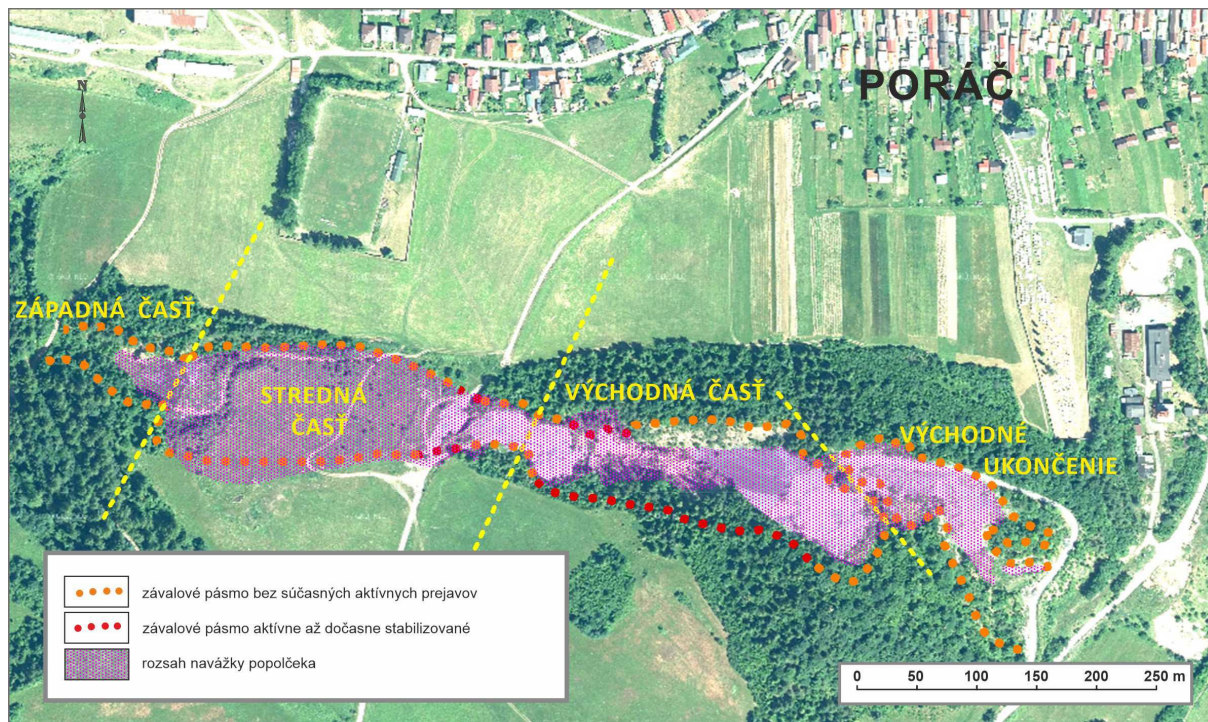 PORÁČ
N
ZÁPADNÁ ČASŤ
STREDNÁ
ČASŤ
VÝCHODNÁ ČASŤ
VÝCHODNÉ
UKONČENIE
závalové pásmo bez súčasných aktívnych prejavov
závalové pásmo aktívne až dočasne stabilizované
rozsah navážky popolčeka
0 50 100 150 200 250 m